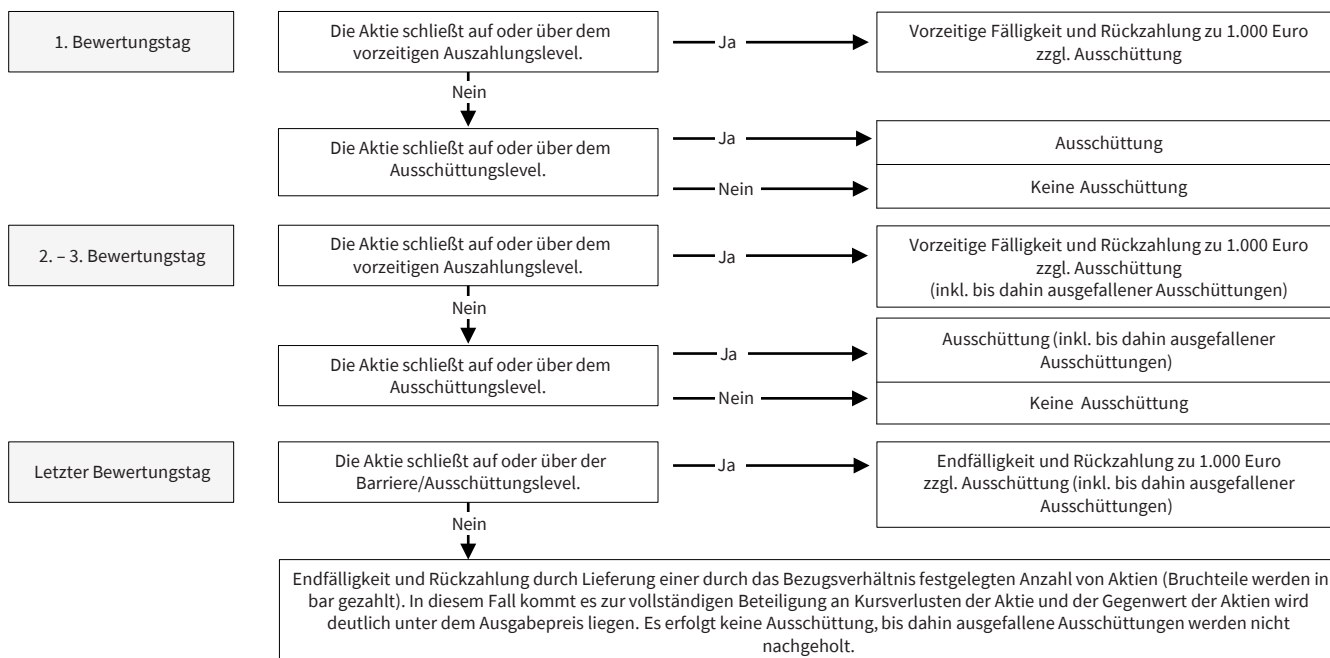 1. Bewertungstag
Die Aktie schließt auf oder über dem
vorzeitigen Auszahlungslevel.
Ja
Vorzeitige Fälligkeit und Rückzahlung zu 1.000 Euro
zzgl. Ausschüttung
Nein
Die Aktie schließt auf oder über dem
Ausschüttungslevel.
Ja
Ausschüttung
Nein
Keine Ausschüttung
2. – 3. Bewertungstag
Die Aktie schließt auf oder über dem
vorzeitigen Auszahlungslevel.
Ja
Vorzeitige Fälligkeit und Rückzahlung zu 1.000 Euro
zzgl. Ausschüttung
(inkl. bis dahin ausgefallener Ausschüttungen)
Nein
Die Aktie schließt auf oder über dem
Ausschüttungslevel.
Ja
Ausschüttung (inkl. bis dahin ausgefallener
Ausschüttungen)
Nein
Keine Ausschüttung
Letzter Bewertungstag
Die Aktie schließt auf oder über der
Barriere/Ausschüttungslevel.
Ja
Endfälligkeit und Rückzahlung zu 1.000 Euro
zzgl. Ausschüttung (inkl. bis dahin ausgefallener
Ausschüttungen)
Nein
Endfälligkeit und Rückzahlung durch Lieferung einer durch das Bezugsverhältnis festgelegten Anzahl von Aktien (Bruchteile werden in
bar gezahlt). In diesem Fall kommt es zur vollständigen Beteiligung an Kursverlusten der Aktie und der Gegenwert der Aktien wird
deutlich unter dem Ausgabepreis liegen. Es erfolgt keine Ausschüttung, bis dahin ausgefallene Ausschüttungen werden nicht
nachgeholt.